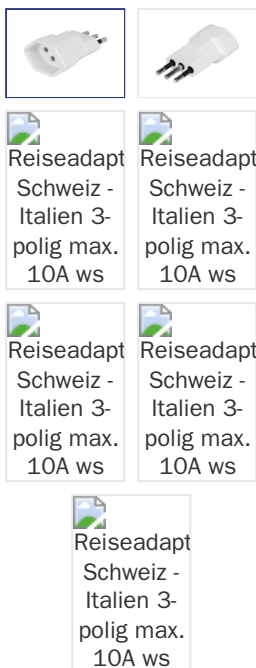 Reiseadapt Reiseadapt
Schweiz - Schweiz -
Italien 3- Italien 3-
polig max. polig max.
10A ws 10A ws
Reiseadapt Reiseadapt
Schweiz - Schweiz -
Italien 3- Italien 3-
polig max. polig max.
10A ws 10A ws
Reiseadapt
Schweiz -
Italien 3-
polig max.
10A ws